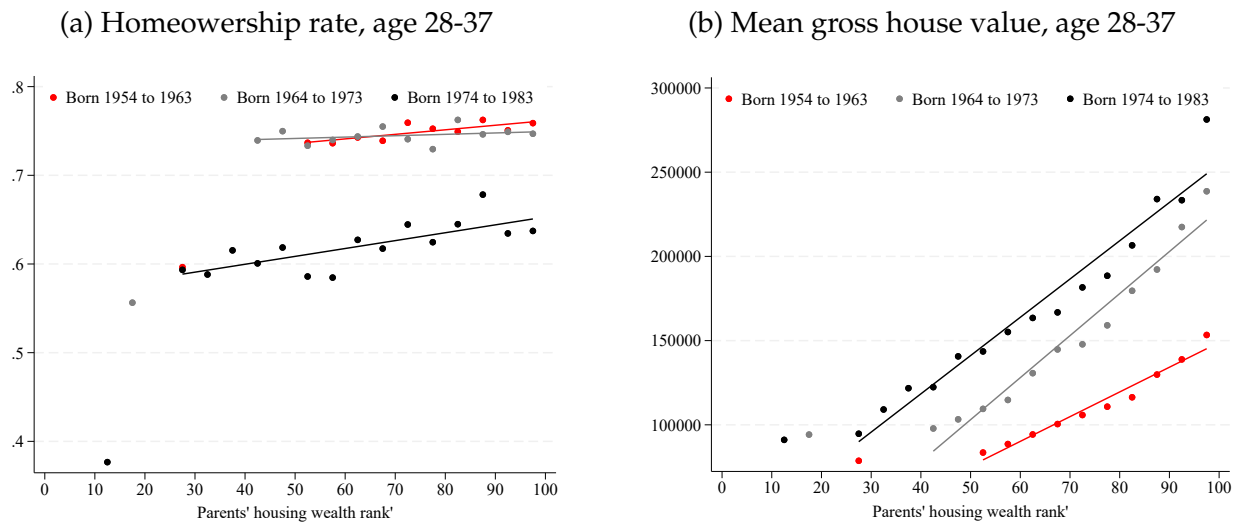 (a) Homeowership rate, age 28-37
.8
Born 1954 to 1963 Born 1964 to 1973 Born 1974 to 1983
.7
.6
.5
.4
0 10 20 30 40 50 60 70 80 90 100
Parents' housing wealth rank'
(b) Mean gross house value, age 28-37
300000
Born 1954 to 1963 Born 1964 to 1973 Born 1974 to 1983
250000
200000
150000
100000
0 10 20 30 40 50 60 70 80 90 100
Parents' housing wealth rank'